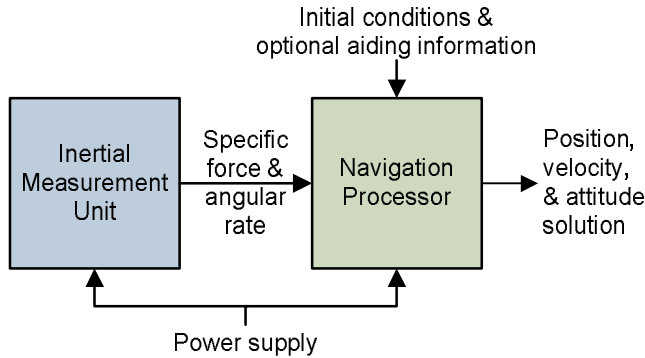 Initial conditions &
optional aiding information
Inertial
Measurement
Unit
Specific
force &
angular
rate
Navigation
Processor
Position,
velocity,
& attitude
solution
Power supply